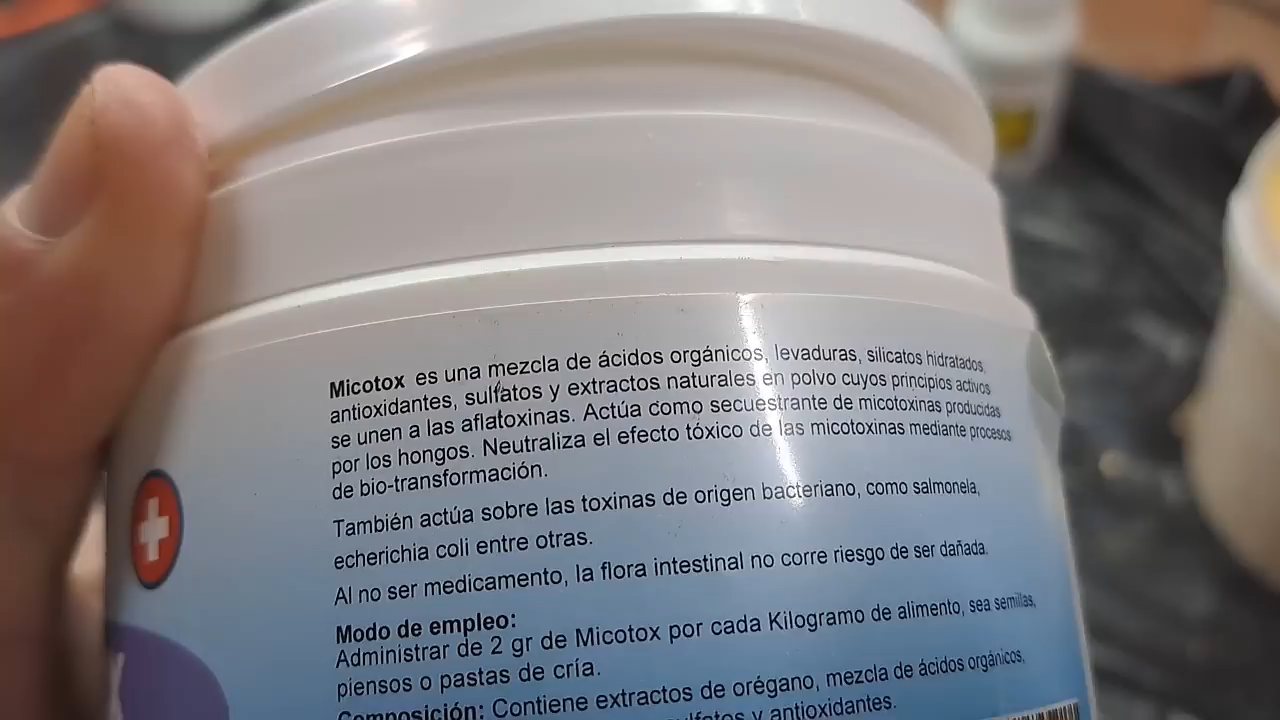 Micotox es una mezcla de ácidos orgánicos, levaduras, silicatos hidratados,
antioxidantes, sulfatos y extractos naturales en polvo cuyos principios activos
se unen a las aflatoxinas. Actúa como secuestrante de micotoxinas producidas
por los hongos. Neutraliza el efecto tóxico de las micotoxinas mediante procesos
de bio-transformación.
También actúa sobre las toxinas de origen bacteriano, como salmonela,
echerichia coli entre otras.
Al no ser medicamento, la flora intestinal no corre riesgo de ser dañada.
Modo de empleo:
Administrar de 2 gr de Micotox por cada Kilogramo de alimento, sea semillas,
piensos o pastas de cría.
Composición: Contiene extractos de orégano, mezcla de ácidos orgánicos,
sulfatos y antioxidantes.